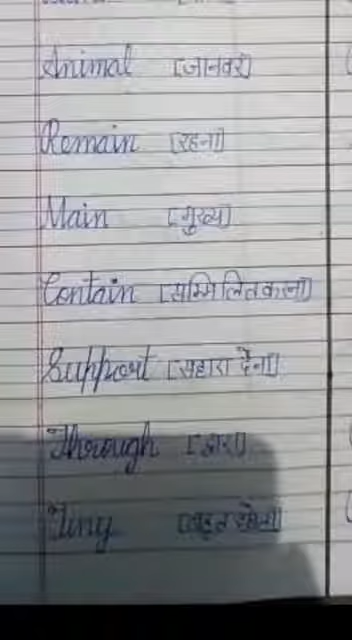 Animal [जानवर]
Remain [रहना]
Main [मुख्य]
Contain [सम्मिलित करना]
Support [सहारा देना]
Through [द्वारा]
Tiny [बहुत छोटा]